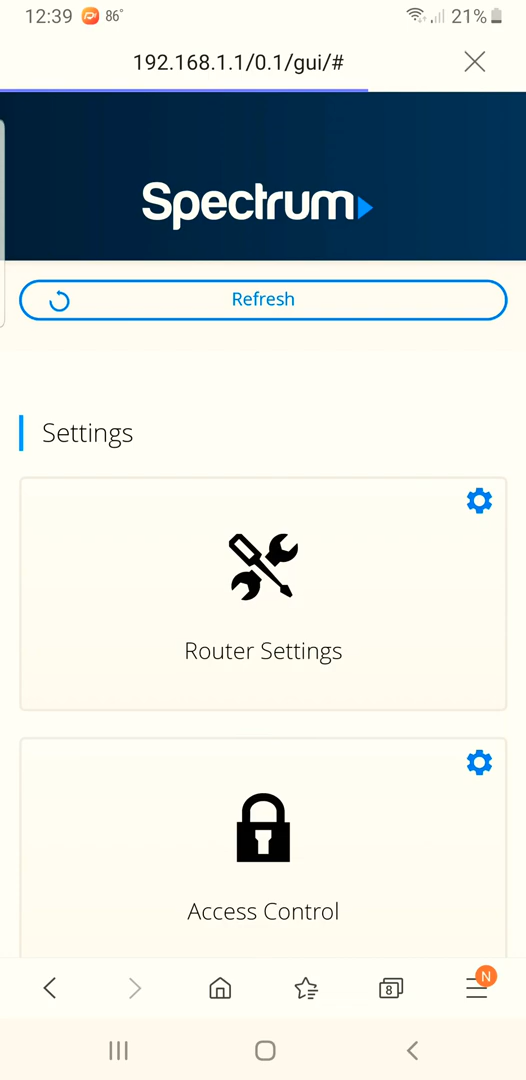 12:39 86° 21%
192.168.1.1/0.1/gui/#
Spectrum
Refresh
Settings
Router Settings
Access Control
8 N